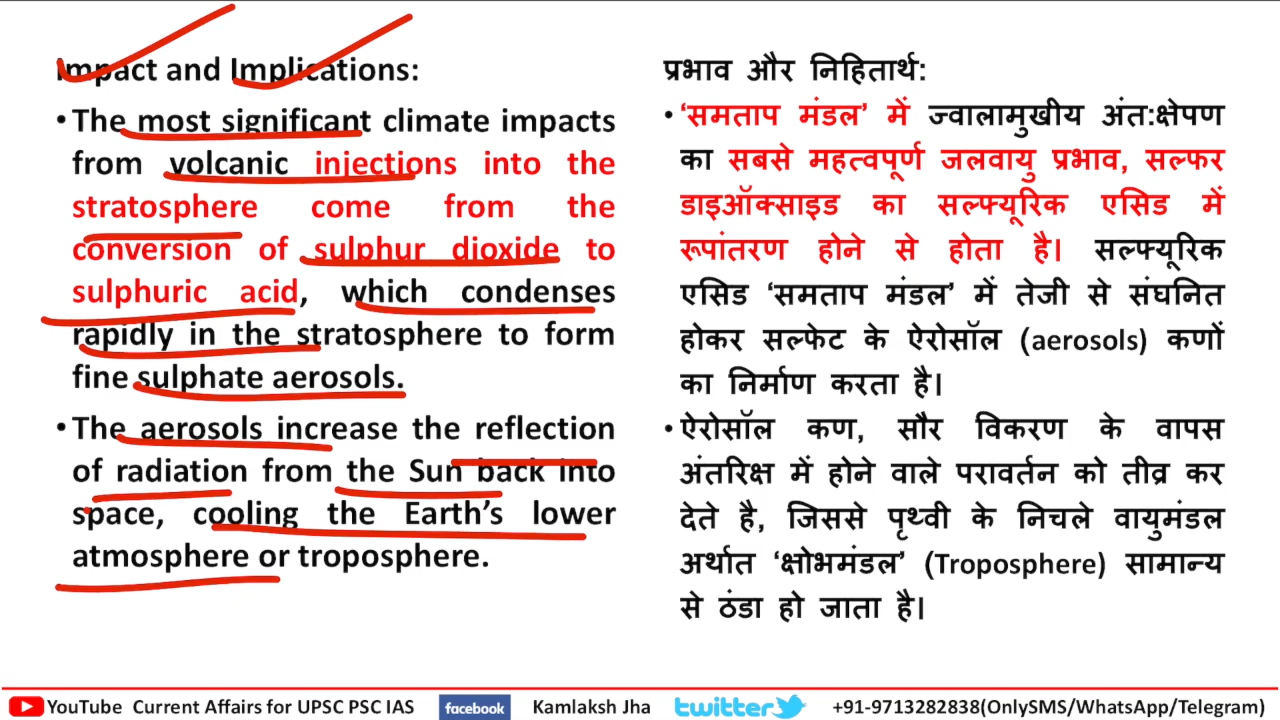 Impact and Implications:
•The most significant climate impacts
from volcanic injections into the
stratosphere come from the
conversion of sulphur dioxide to
sulphuric acid, which condenses
rapidly in the stratosphere to form
fine sulphate aerosols.
•The aerosols increase the reflection
of radiation from the Sun back into
space, cooling the Earth's lower
atmosphere or troposphere.
प्रभाव और निहितार्थ:
•'समताप मंडल' में ज्वालामुखीय अंत:क्षेपण
का सबसे महत्वपूर्ण जलवायु प्रभाव, सल्फर
डाइऑक्साइड का सल्फ्यूरिक एसिड में
रूपांतरण होने से होता है। सल्फ्यूरिक
एसिड 'समताप मंडल' में तेजी से संघनित
होकर सल्फेट के ऐरोसॉल (aerosols) कणों
का निर्माण करता है।
•ऐरोसॉल कण, सौर विकरण के वापस
अंतरिक्ष में होने वाले परावर्तन को तीव्र कर
देते है, जिससे पृथ्वी के निचले वायुमंडल
अर्थात 'क्षोभमंडल' (Troposphere) सामान्य
से ठंडा हो जाता है।
YouTube Current Affairs for UPSC PSC IAS facebook Kamlaksh Jha twitter +91-9713282838(OnlySMS/WhatsApp/Telegram)